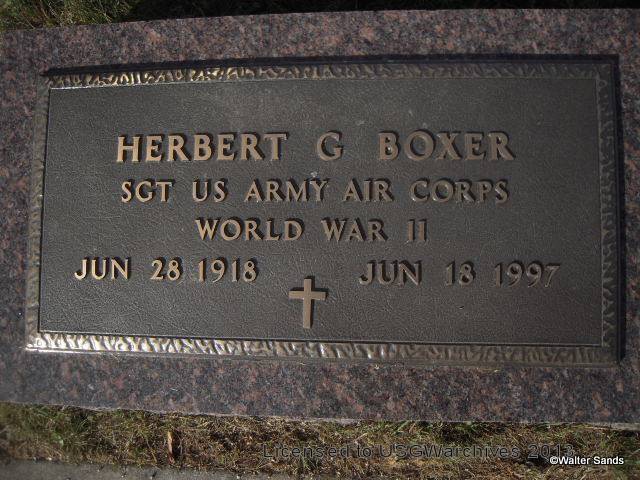 HERBERT G BOXER
SGT US ARMY AIR CORPS
WORLD WAR II
JUN 28 1918 JUN 18 1997
Licensed to USGWarchives 2013
©Walter Sands